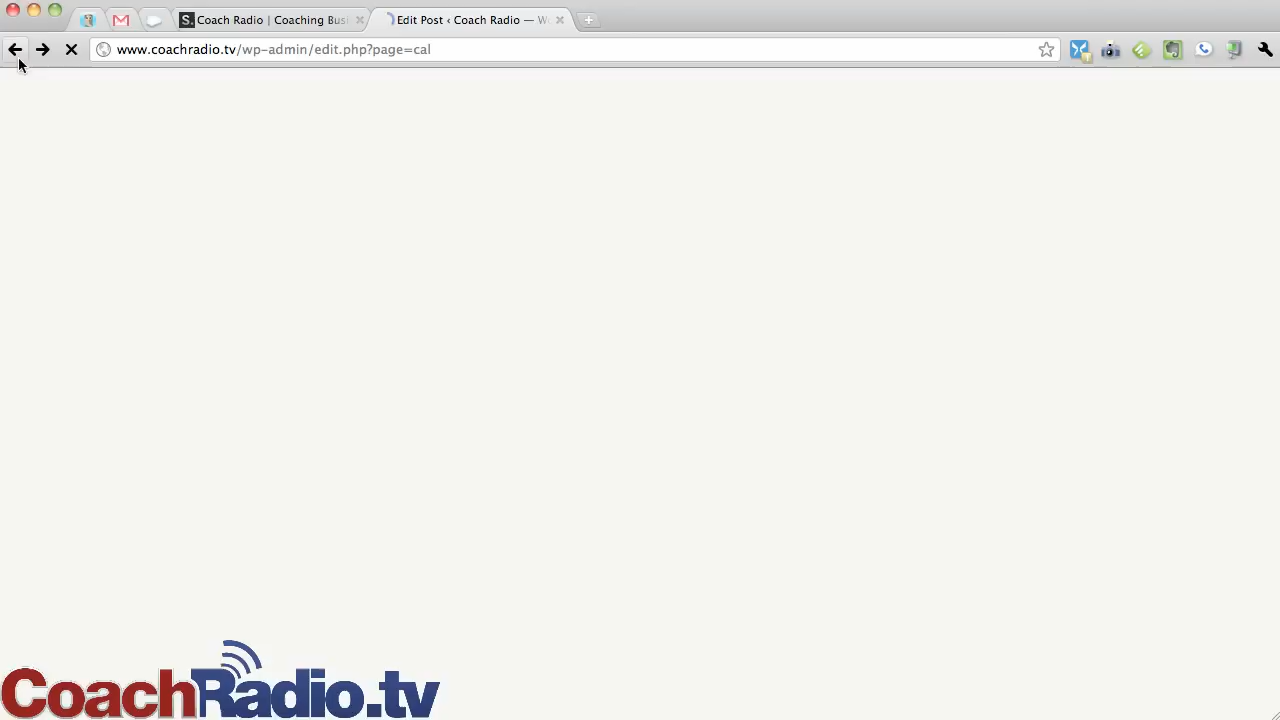 Coach Radio | Coaching Busi
Edit Post ‹ Coach Radio — W
www.coachradio.tv/wp-admin/edit.php?page=cal
CoachRadio.tv